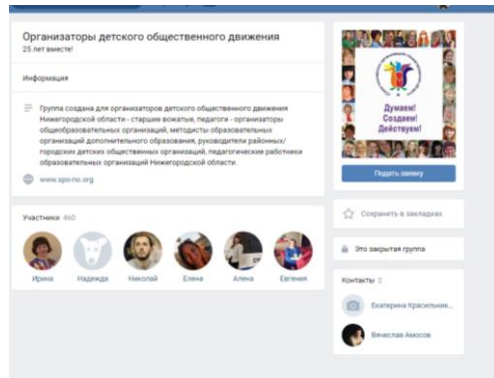 Организаторы детского общественного движения
25 лет вместе!
Информация
Группа создана для организаторов детского общественного движения
Нижегородской области - старшие вожатые, педагоги - организаторы
общеобразовательных организаций, методисты образовательных
организаций дополнительного образования, руководители районных/
городских детских общественных организаций, педагогические работники
образовательных организаций Нижегородской области.
www.spo-no.org
Участники 460
Ирина
Надежда
Николай
Елена
Алена
Евгения
Думаем!
Создаем!
Действуем!
Подать заявку
Сохранить в закладках
Это закрытая группа
Контакты 2
Екатерина Красильник...
Вячеслав Амосов